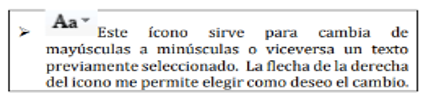 ➢ Aa Este ícono sirve para cambia de
mayúsculas a minúsculas o viceversa un texto
previamente seleccionado. La flecha de la derecha
del icono me permite elegir como deseo el cambio.